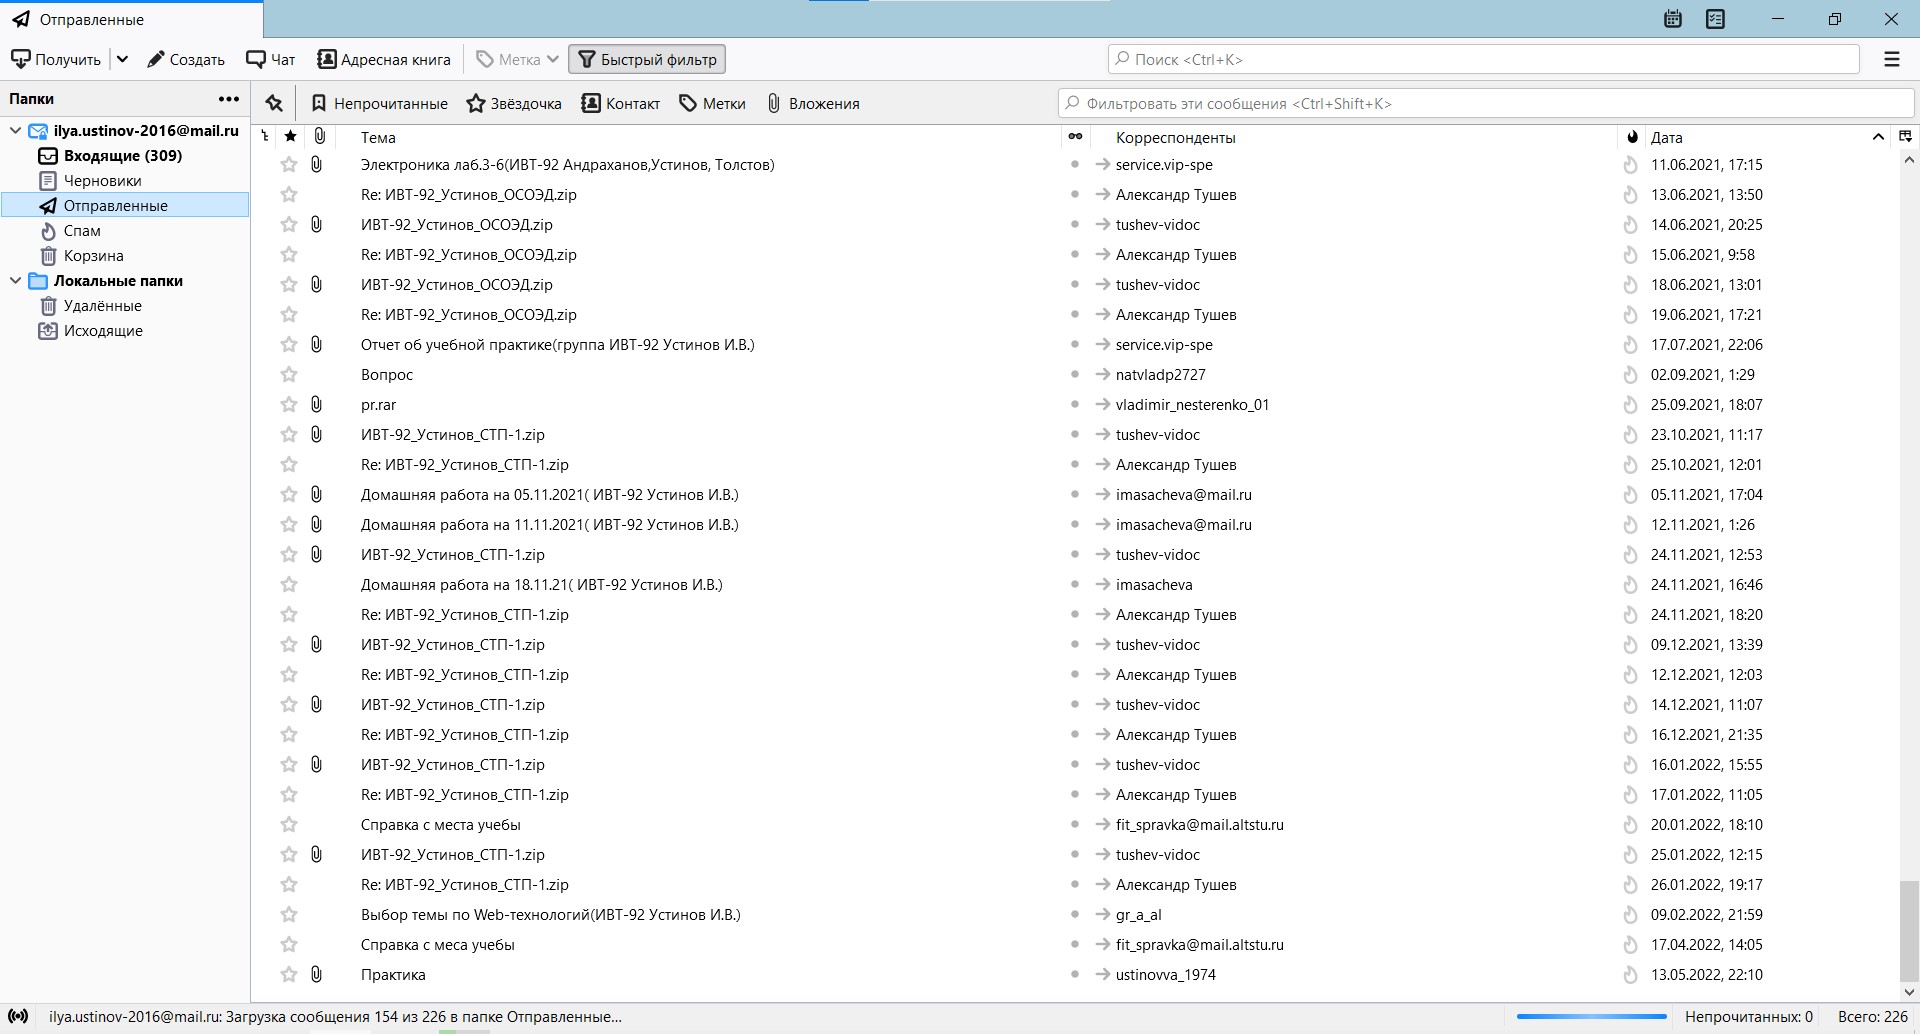 Отправленные
Получить Создать Чат Адресная книга Метка Быстрый фильтр Поиск <Ctrl+K>
Папки ••• Непрочитанные Звёздочка Контакт Метки Вложения Фильтровать эти сообщения <Ctrl+Shift+K>
ilya.ustinov-2016@mail.ru
Входящие (309)
Черновики
Отправленные
Спам
Корзина
Локальные папки
Удалённые
Исходящие
Тема Корреспонденты Дата
Электроника лаб.3-6(ИВТ-92 Андраханов,Устинов, Толстов) service.vip-spe 11.06.2021, 17:15
Re: ИВТ-92_Устинов_ОСОЭД.zip Александр Тушев 13.06.2021, 13:50
ИВТ-92_Устинов_ОСОЭД.zip tushev-vidoc 14.06.2021, 20:25
Re: ИВТ-92_Устинов_ОСОЭД.zip Александр Тушев 15.06.2021, 9:58
ИВТ-92_Устинов_ОСОЭД.zip tushev-vidoc 18.06.2021, 13:01
Re: ИВТ-92_Устинов_ОСОЭД.zip Александр Тушев 19.06.2021, 17:21
Отчет об учебной практике(группа ИВТ-92 Устинов И.В.) service.vip-spe 17.07.2021, 22:06
Вопрос natvladp2727 02.09.2021, 1:29
pr.rar vladimir_nesterenko_01 25.09.2021, 18:07
ИВТ-92_Устинов_СТП-1.zip tushev-vidoc 23.10.2021, 11:17
Re: ИВТ-92_Устинов_СТП-1.zip Александр Тушев 25.10.2021, 12:01
Домашняя работа на 05.11.2021( ИВТ-92 Устинов И.В.) imasacheva@mail.ru 05.11.2021, 17:04
Домашняя работа на 11.11.2021( ИВТ-92 Устинов И.В.) imasacheva@mail.ru 12.11.2021, 1:26
ИВТ-92_Устинов_СТП-1.zip tushev-vidoc 24.11.2021, 12:53
Домашняя работа на 18.11.21( ИВТ-92 Устинов И.В.) imasacheva 24.11.2021, 16:46
Re: ИВТ-92_Устинов_СТП-1.zip Александр Тушев 24.11.2021, 18:20
ИВТ-92_Устинов_СТП-1.zip tushev-vidoc 09.12.2021, 13:39
Re: ИВТ-92_Устинов_СТП-1.zip Александр Тушев 12.12.2021, 12:03
ИВТ-92_Устинов_СТП-1.zip tushev-vidoc 14.12.2021, 11:07
Re: ИВТ-92_Устинов_СТП-1.zip Александр Тушев 16.12.2021, 21:35
ИВТ-92_Устинов_СТП-1.zip tushev-vidoc 16.01.2022, 15:55
Re: ИВТ-92_Устинов_СТП-1.zip Александр Тушев 17.01.2022, 11:05
Справка с места учебы fit_spravka@mail.altstu.ru 20.01.2022, 18:10
ИВТ-92_Устинов_СТП-1.zip tushev-vidoc 25.01.2022, 12:15
Re: ИВТ-92_Устинов_СТП-1.zip Александр Тушев 26.01.2022, 19:17
Выбор темы по Web-технологий(ИВТ-92 Устинов И.В.) gr_a_al 09.02.2022, 21:59
Справка с меса учебы fit_spravka@mail.altstu.ru 17.04.2022, 14:05
Практика ustinovva_1974 13.05.2022, 22:10
ilya.ustinov-2016@mail.ru: Загрузка сообщения 154 из 226 в папке Отправленные... Непрочитанных: 0 Всего: 226